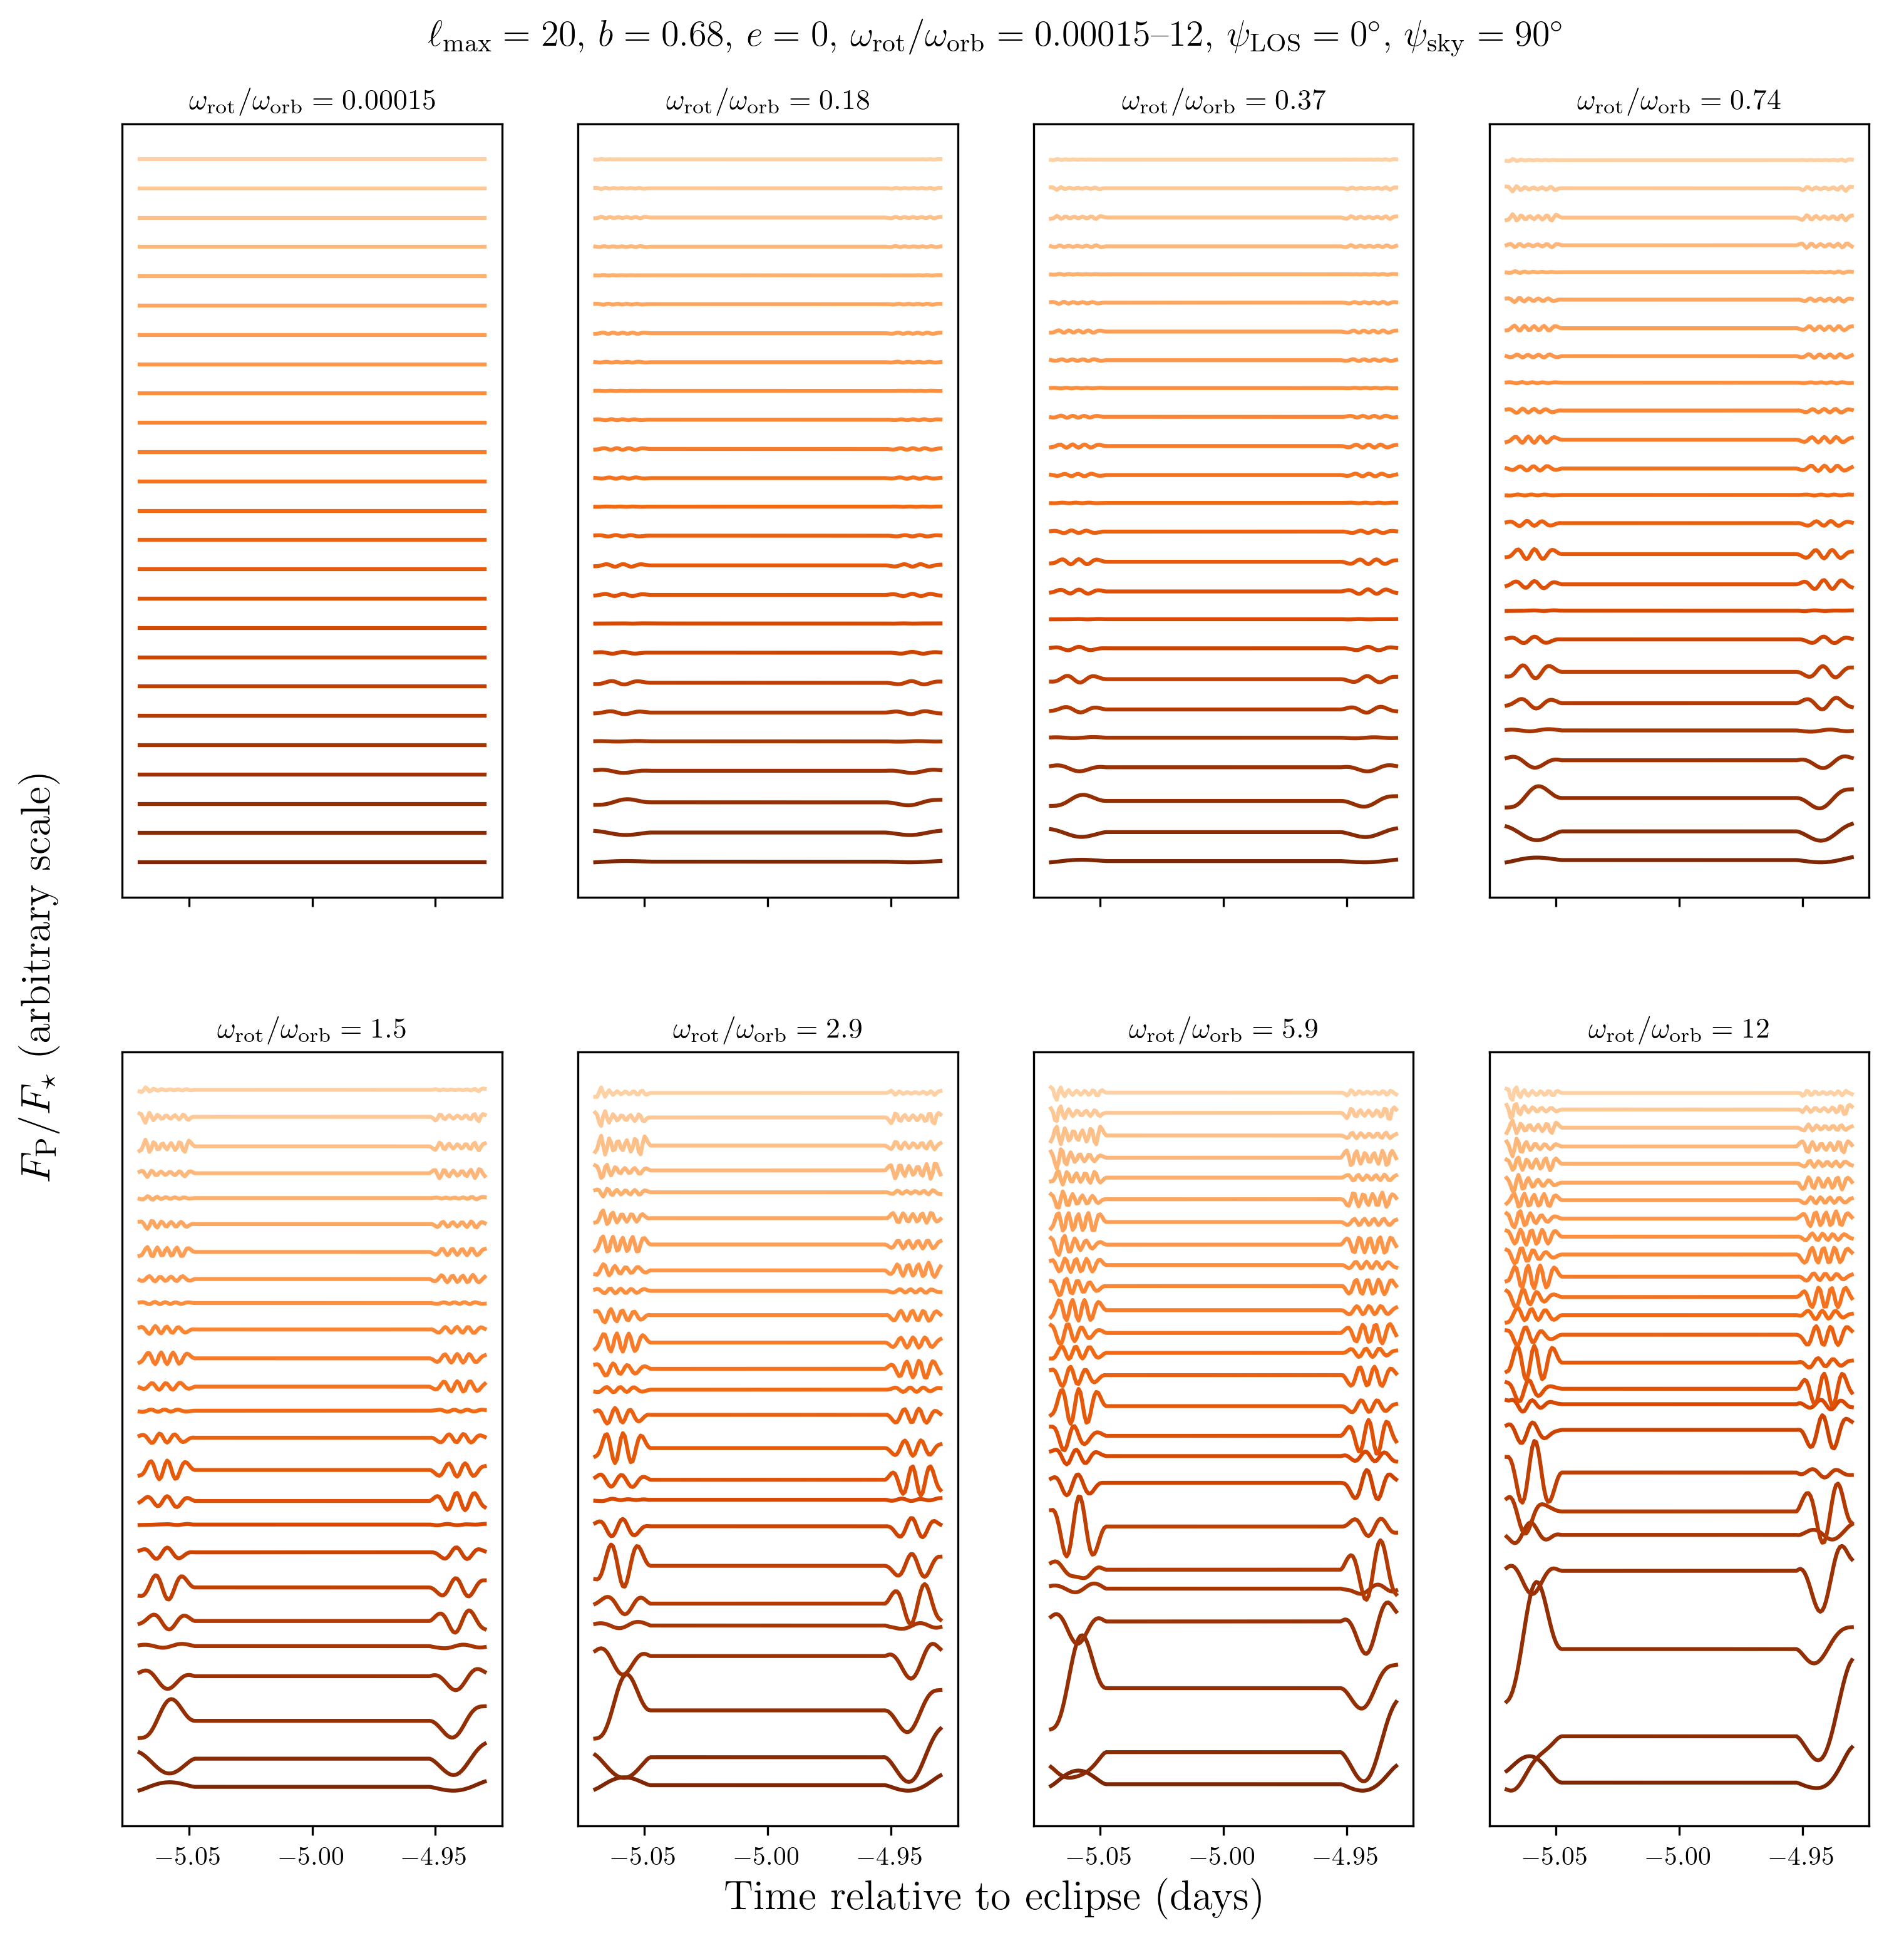 ℓmax = 20, b = 0.68, e = 0, ωrot/ωorb = 0.00015–12, ψLOS = 0°, ψsky = 90°
ωrot/ωorb = 0.00015
ωrot/ωorb = 0.18
ωrot/ωorb = 0.37
ωrot/ωorb = 0.74
FP/F⋆ (arbitrary scale)
ωrot/ωorb = 1.5
ωrot/ωorb = 2.9
ωrot/ωorb = 5.9
ωrot/ωorb = 12
−5.05 −5.00 −4.95 −5.05 −5.00 −4.95 −5.05 −5.00 −4.95 −5.05 −5.00 −4.95
Time relative to eclipse (days)